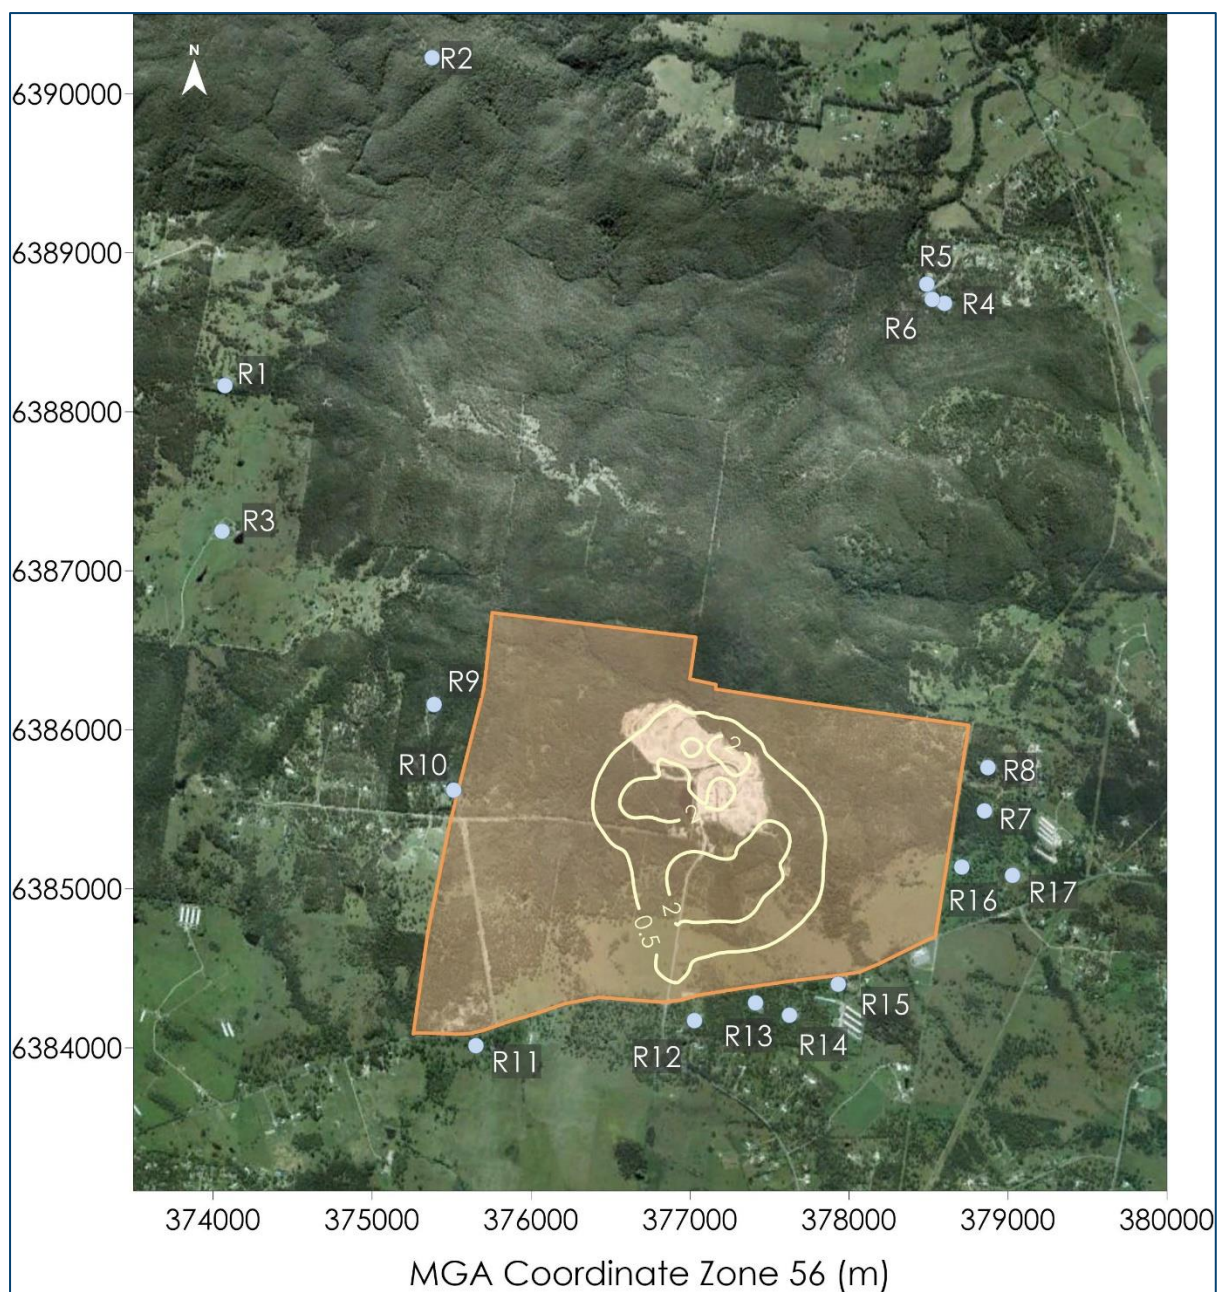 N
R2
6390000
R5
6389000
R4
R6
R1
6388000
R3
6387000
R9
6386000
2
R10
R8
2
R7
6385000
R16
R17
2
0.5
R15
R13
R14
R12
6384000
R11
374000 375000 376000 377000 378000 379000 380000
MGA Coordinate Zone 56 (m)